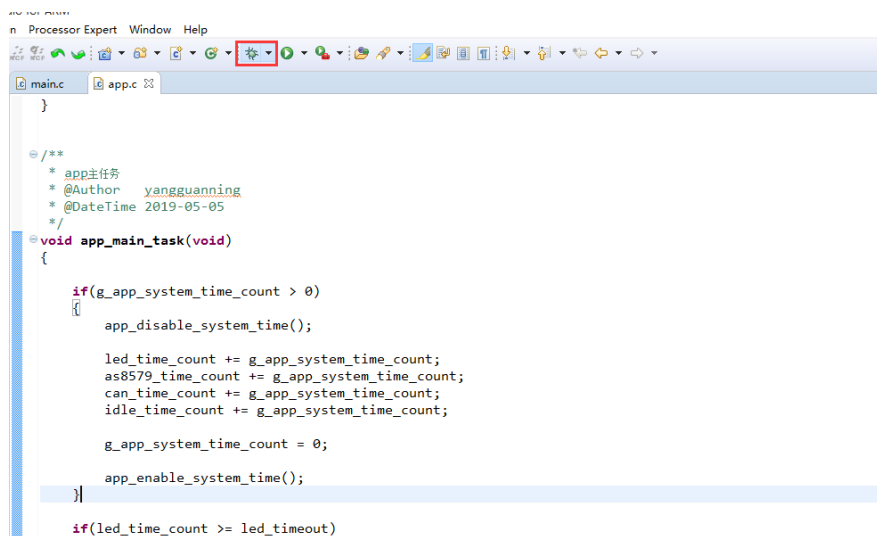 n Processor Expert Window Help
main.c app.c
}
/**
* app主任务
* @Author yangguanning
* @DateTime 2019-05-05
*/
void app_main_task(void)
{
if(g_app_system_time_count > 0)
{
app_disable_system_time();
led_time_count += g_app_system_time_count;
as8579_time_count += g_app_system_time_count;
can_time_count += g_app_system_time_count;
idle_time_count += g_app_system_time_count;
g_app_system_time_count = 0;
app_enable_system_time();
}
if(led_time_count >= led_timeout)